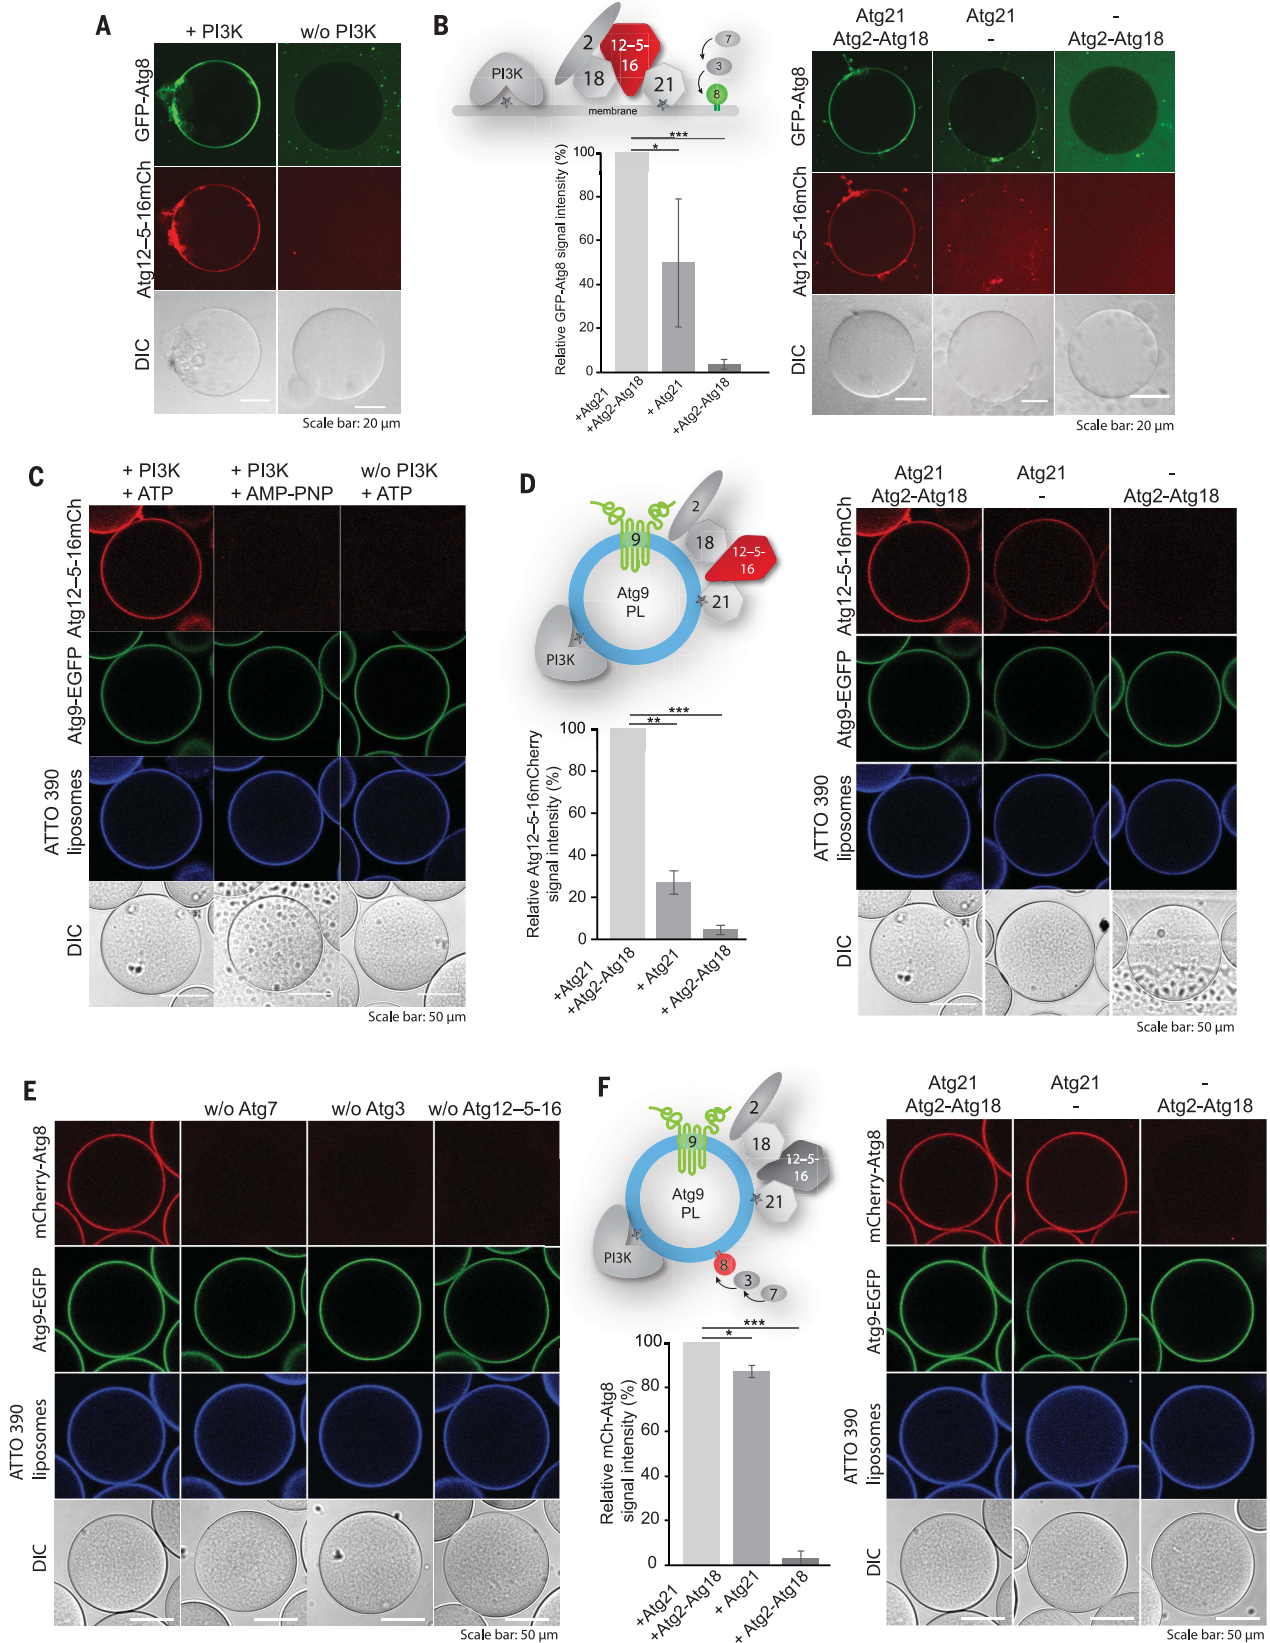 A
+ PI3K
w/o PI3K
GFP-Atg8
Atg12–5-16mCh
DIC
Scale bar: 20 µm
B
PI3K
2
18
12–5-
16
21
7
3
8
membrane
Relative GFP-Atg8 signal intensity (%)
100
80
60
40
20
0
*
***
+Atg21
+Atg2-Atg18
+ Atg21
+Atg2-Atg18
Atg21
Atg2-Atg18
Atg21
-
-
Atg2-Atg18
GFP-Atg8
Atg12–5-16mCh
DIC
Scale bar: 20 µm
C
+ PI3K
+ ATP
+ PI3K
+ AMP-PNP
w/o PI3K
+ ATP
Atg12–5-16mCh
Atg9-EGFP
ATTO 390
liposomes
DIC
Scale bar: 50 µm
D
9
2
18
12–5-
16
21
Atg9
PL
PI3K
Relative Atg12–5-16mCherry
signal intensity (%)
100
80
60
40
20
0
**
***
+Atg21
+Atg2-Atg18
+ Atg21
+ Atg2-Atg18
Atg21
Atg2-Atg18
Atg21
-
-
Atg2-Atg18
Atg12–5-16mCh
Atg9-EGFP
ATTO 390
liposomes
DIC
Scale bar: 50 µm
E
w/o Atg7
w/o Atg3
w/o Atg12–5-16
mCherry-Atg8
Atg9-EGFP
ATTO 390
liposomes
DIC
Scale bar: 50 µm
F
9
2
18
12–5-
16
21
Atg9
PL
PI3K
8
3
7
Relative mCh-Atg8
signal intensity (%)
100
80
60
40
20
0
*
***
+Atg21
+Atg2-Atg18
+ Atg21
+ Atg2-Atg18
Atg21
Atg2-Atg18
Atg21
-
-
Atg2-Atg18
mCherry-Atg8
Atg9-EGFP
ATTO 390
liposomes
DIC
Scale bar: 50 µm